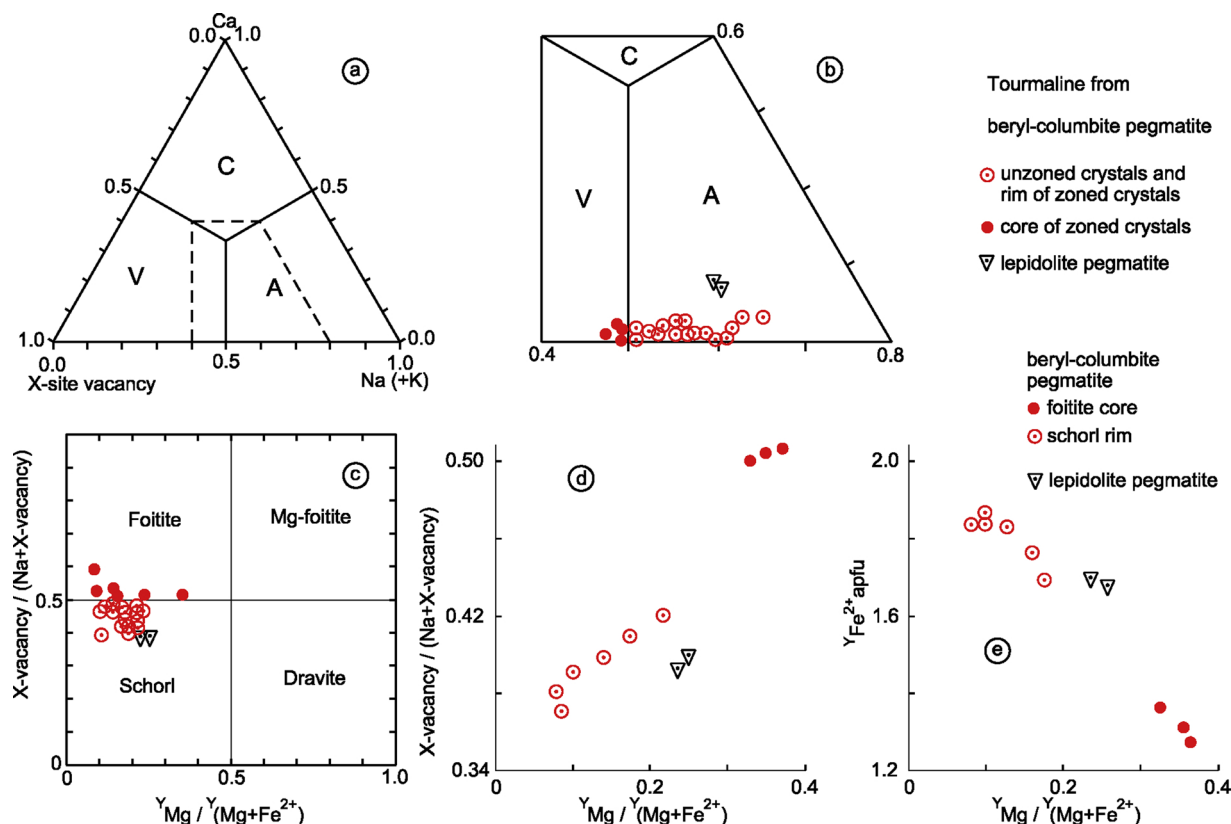 Ca
0.0 1.0
a
C
0.5 0.5
V A
1.0 0.0
0.0 0.5 1.0
X-site vacancy Na (+K)
0.6
C
b
V A
0.4 0.8
Tourmaline from
beryl-columbite pegmatite
unzoned crystals and
rim of zoned crystals
core of zoned crystals
lepidolite pegmatite
beryl-columbite
pegmatite
foitite core
schorl rim
lepidolite pegmatite
X-vacancy / (Na+X-vacancy)
c
Foitite Mg-foitite
0.5
Schorl Dravite
0
0 0.5 1.0
YMg / Y(Mg+Fe2+)
X-vacancy / (Na+X-vacancy)
0.50
d
0.42
0.34
0 0.2 0.4
YMg / Y(Mg+Fe2+)
YFe2+apfu
2.0
1.6
e
1.2
0 0.2 0.4
YMg / Y(Mg+Fe2+)